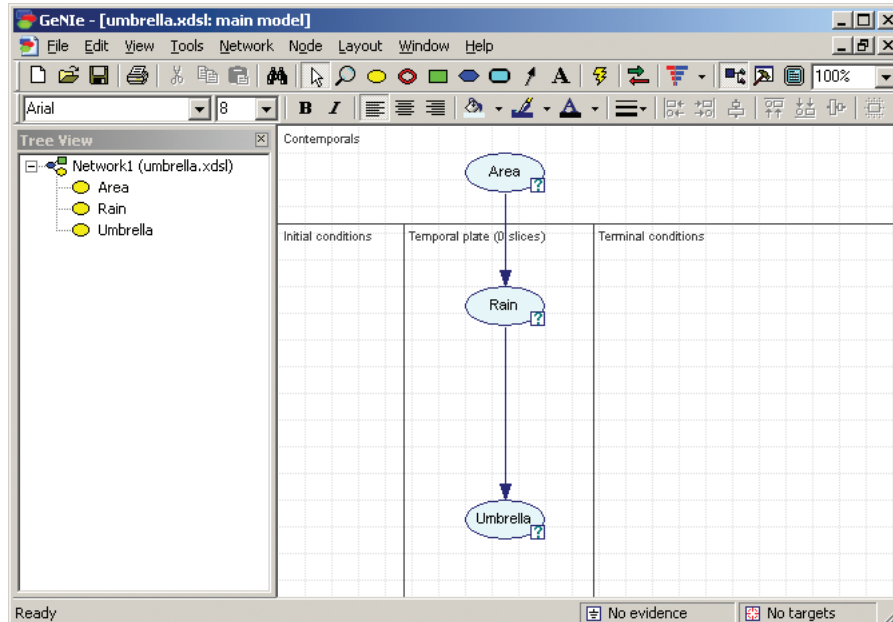 GeNIe - [umbrella.xdsl: main model]
File Edit View Tools Network Node Layout Window Help
A 100%
Arial 8 B I A
Tree View
Network1 (umbrella.xdsl)
Area
Rain
Umbrella
Contemporals
Area
?
Initial conditions Temporal plate (0 slices) Terminal conditions
Rain
?
Umbrella
?
Ready No evidence No targets